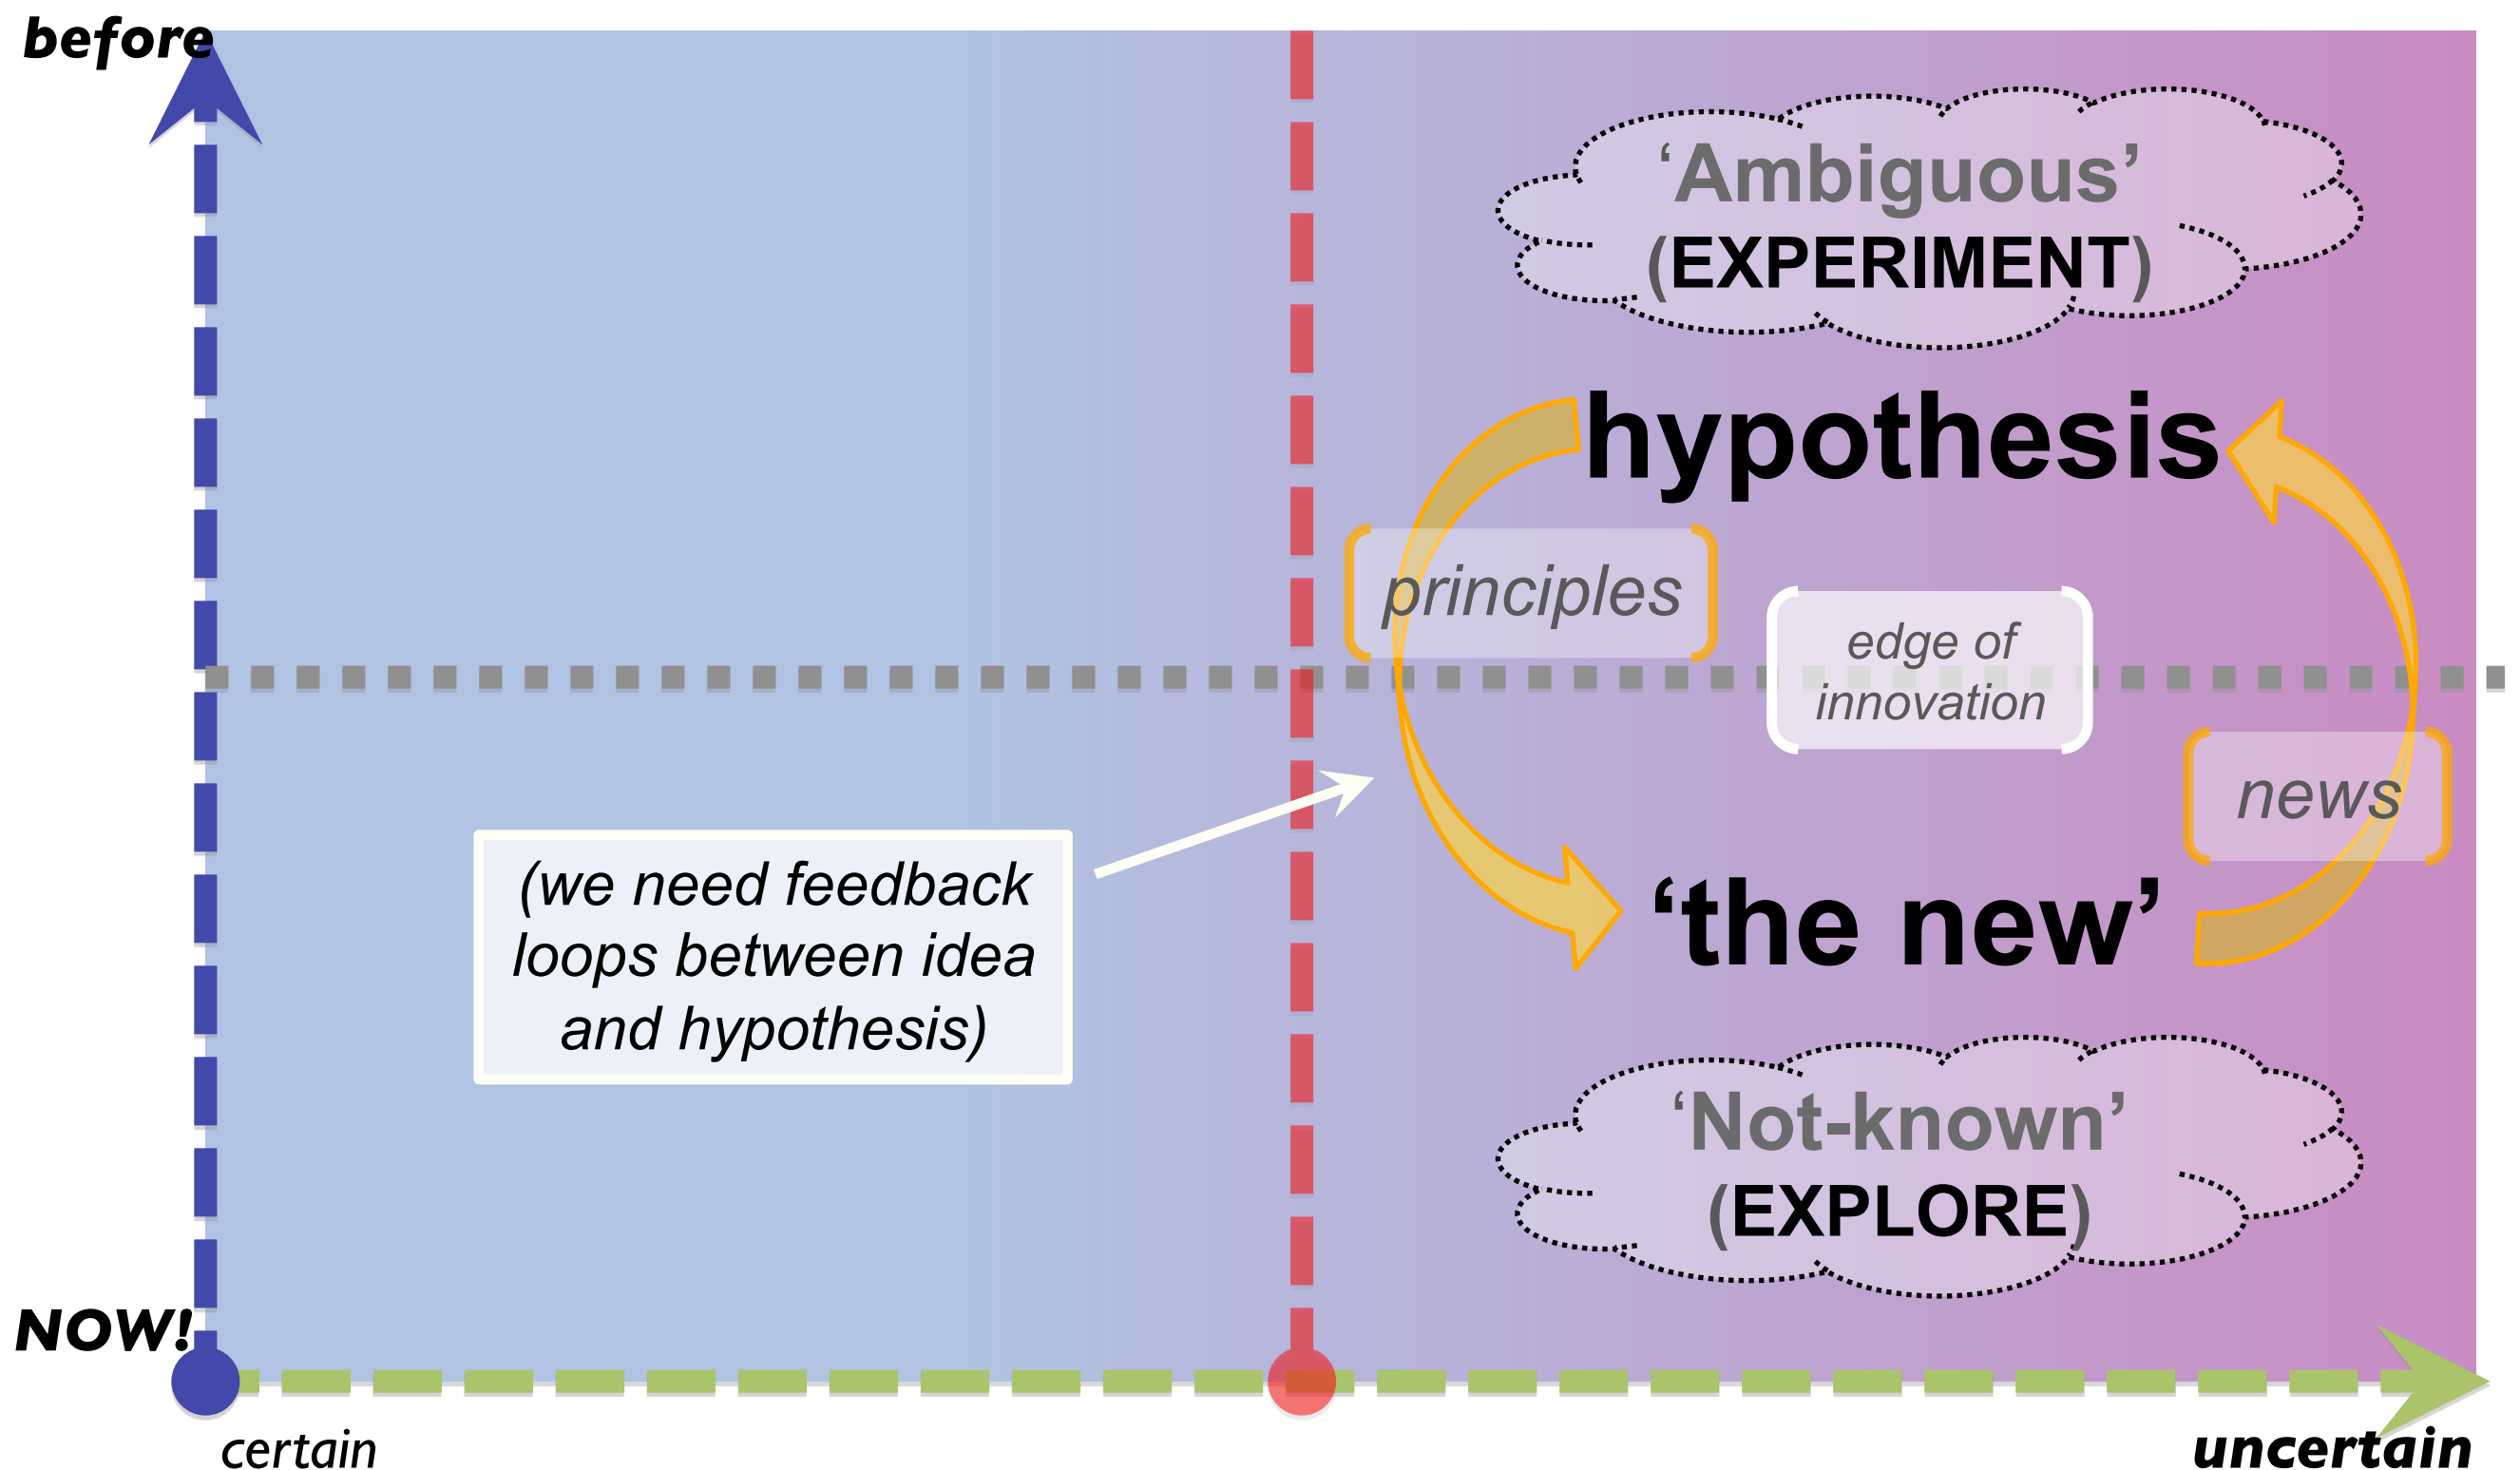 before
‘Ambiguous’
(EXPERIMENT)
hypothesis
principles
edge of
innovation
news
(we need feedback
loops between idea
and hypothesis)
‘the new’
‘Not-known’
(EXPLORE)
NOW!
certain
uncertain